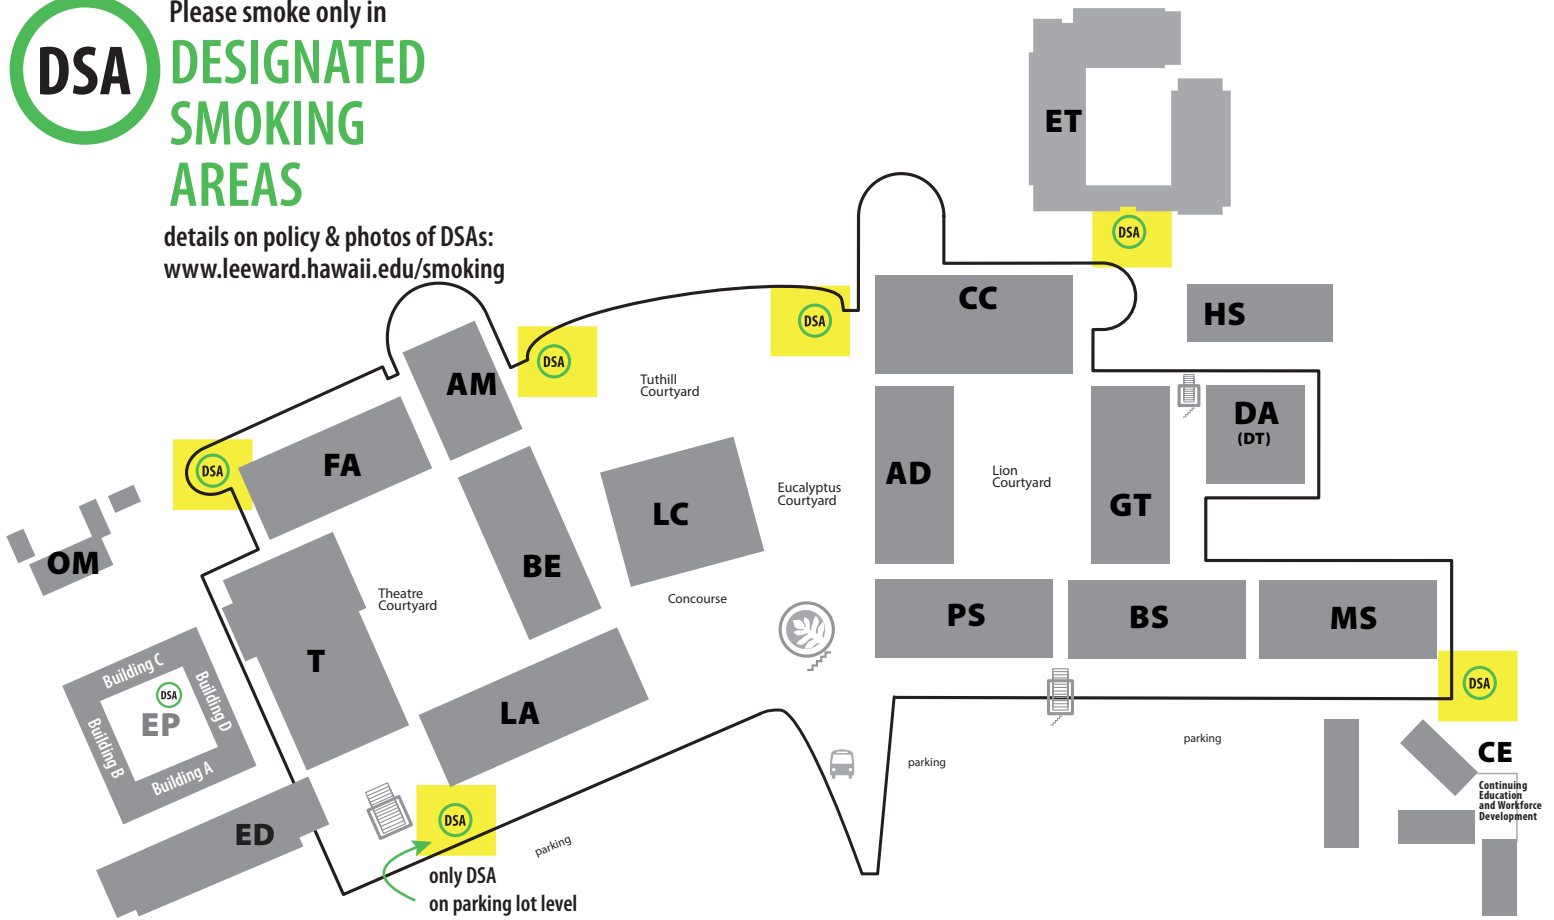 DSA
Please smoke only in
DESIGNATED
SMOKING
AREAS
details on policy & photos of DSAs:
www.leeward.hawaii.edu/smoking
ET
DSA
CC
HS
DSA
DSA
AM
Tuthill
Courtyard
DA
(DT)
FA
DSA
AD
Lion
Courtyard
GT
Eucalyptus
Courtyard
LC
OM
BE
Theatre
Courtyard
Concourse
PS
BS
MS
T
Building C
Building D
DSA
EP
Building B
Building A
LA
DSA
parking
parking
CE
Continuing
Education
and Workforce
Development
ED
DSA
parking
only DSA
on parking lot level